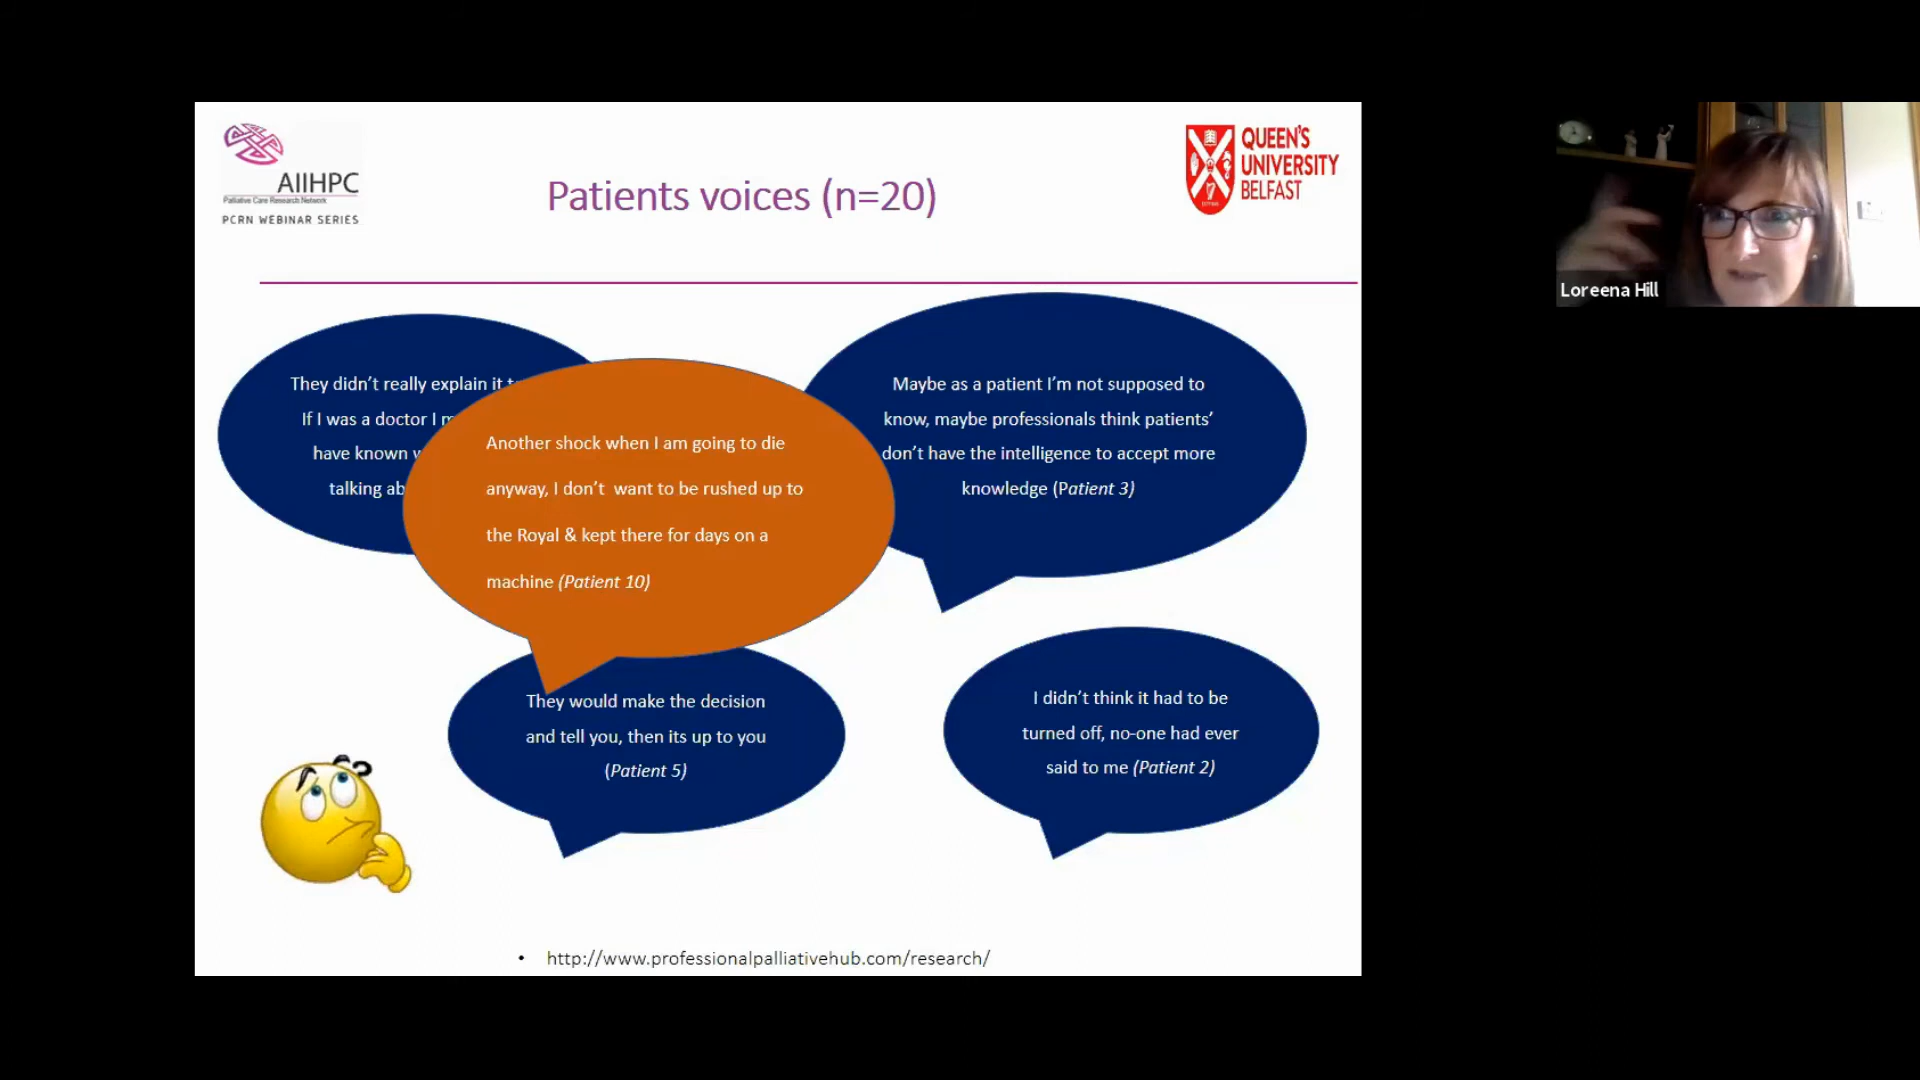 AIIHPC
Palliative Care Research Network
PCRN WEBINAR SERIES
Patients voices (n=20)
QUEEN'S
UNIVERSITY
BELFAST
Loreena Hill
They didn't really explain it
If I was a doctor I
have known
talking
Another shock when I am going to die
anyway, I don't want to be rushed up to
the Royal & kept there for days on a
machine (Patient 10)
Maybe as a patient I'm not supposed to
know, maybe professionals think patients'
don't have the intelligence to accept more
knowledge (Patient 3)
They would make the decision
and tell you, then its up to you
(Patient 5)
I didn't think it had to be
turned off, no-one had ever
said to me (Patient 2)
• http://www.professionalpalliativehub.com/research/